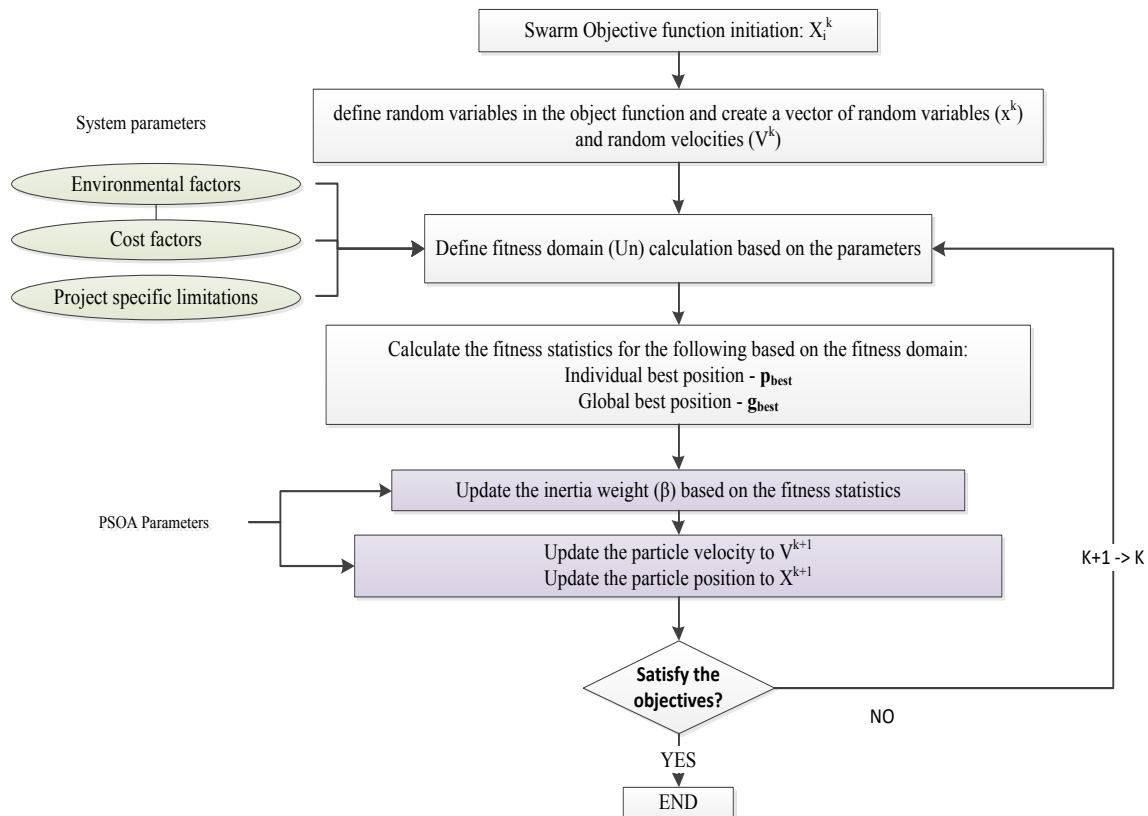 Swarm Objective function initiation: Xᵢᵏ
define random variables in the object function and create a vector of random variables (xᵏ)
and random velocities (Vᵏ)
System parameters
Environmental factors
Cost factors
Project specific limitations
Define fitness domain (Un) calculation based on the parameters
Calculate the fitness statistics for the following based on the fitness domain:
Individual best position - p_best
Global best position - g_best
Update the inertia weight (β) based on the fitness statistics
PSOA Parameters
Update the particle velocity to Vᵏ⁺¹
Update the particle position to Xᵏ⁺¹
K+1 -> K
Satisfy the
objectives?
NO
YES
END